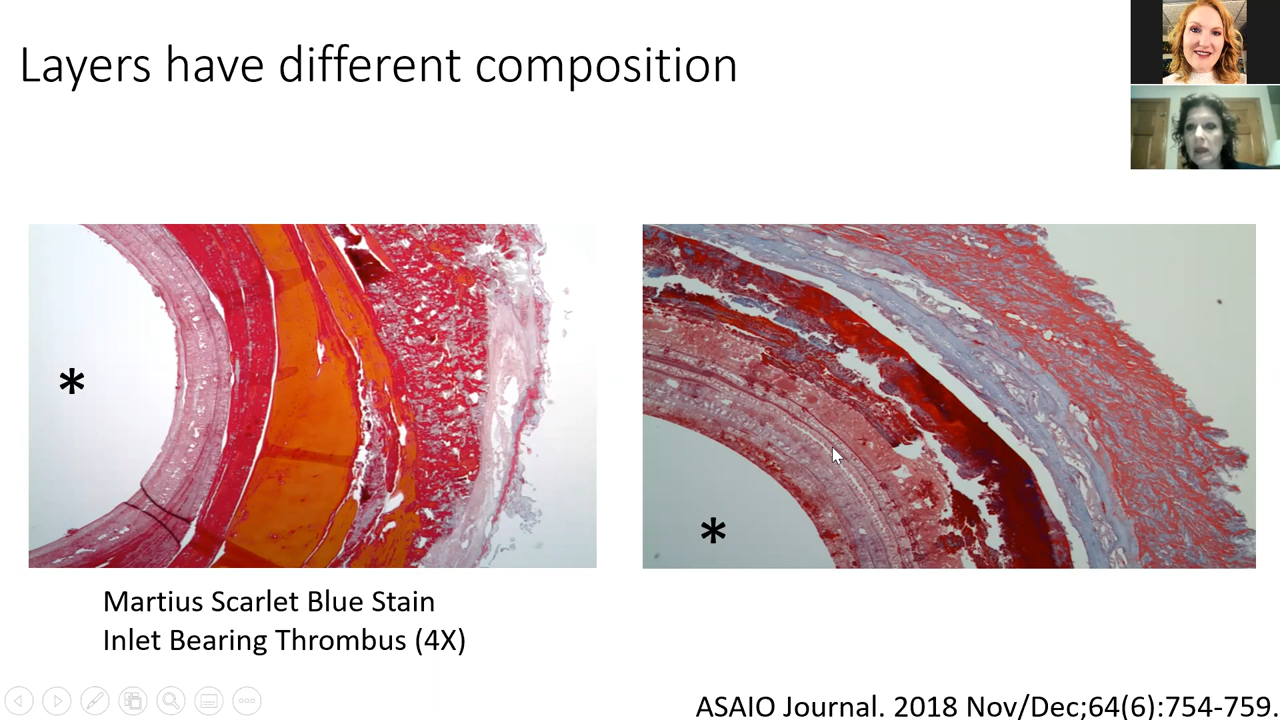 Layers have different composition
*
*
Martius Scarlet Blue Stain
Inlet Bearing Thrombus (4X)
ASAIO Journal. 2018 Nov/Dec;64(6):754-759.